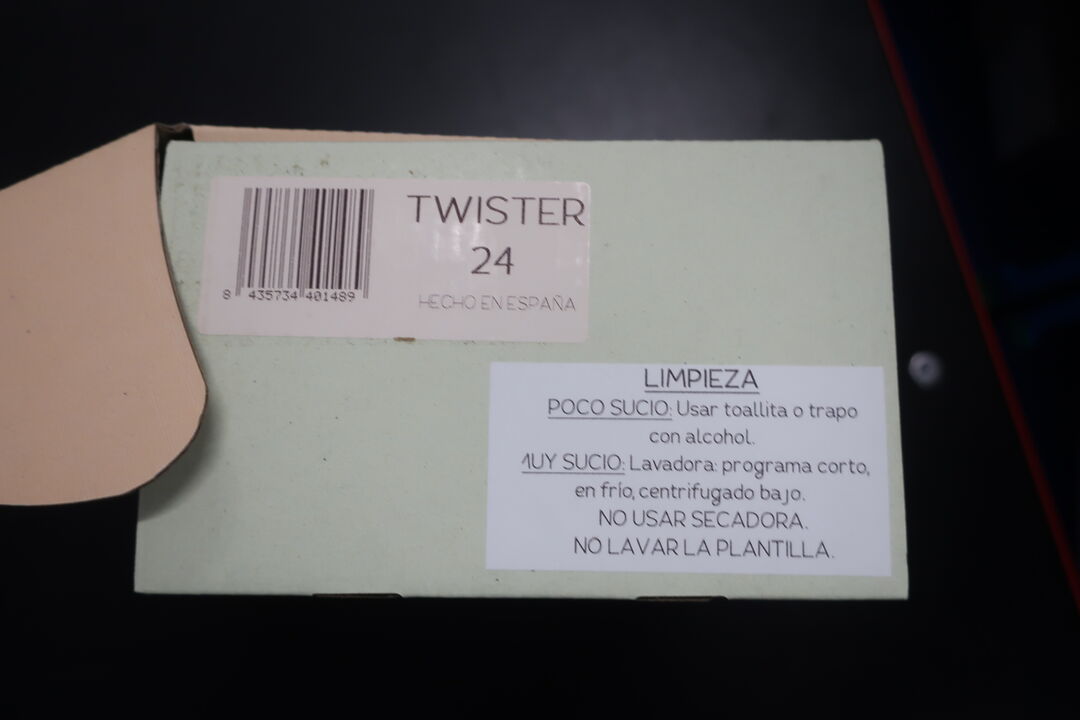 TWISTER
24
HECHO EN ESPAÑA
8 435734 401489
LIMPIEZA
POCO SUCIO: Usar toallita o trapo
con alcohol.
MUY SUCIO: Lavadora: programa corto,
en frío, centrifugado bajo.
NO USAR SECADORA.
NO LAVAR LA PLANTILLA.